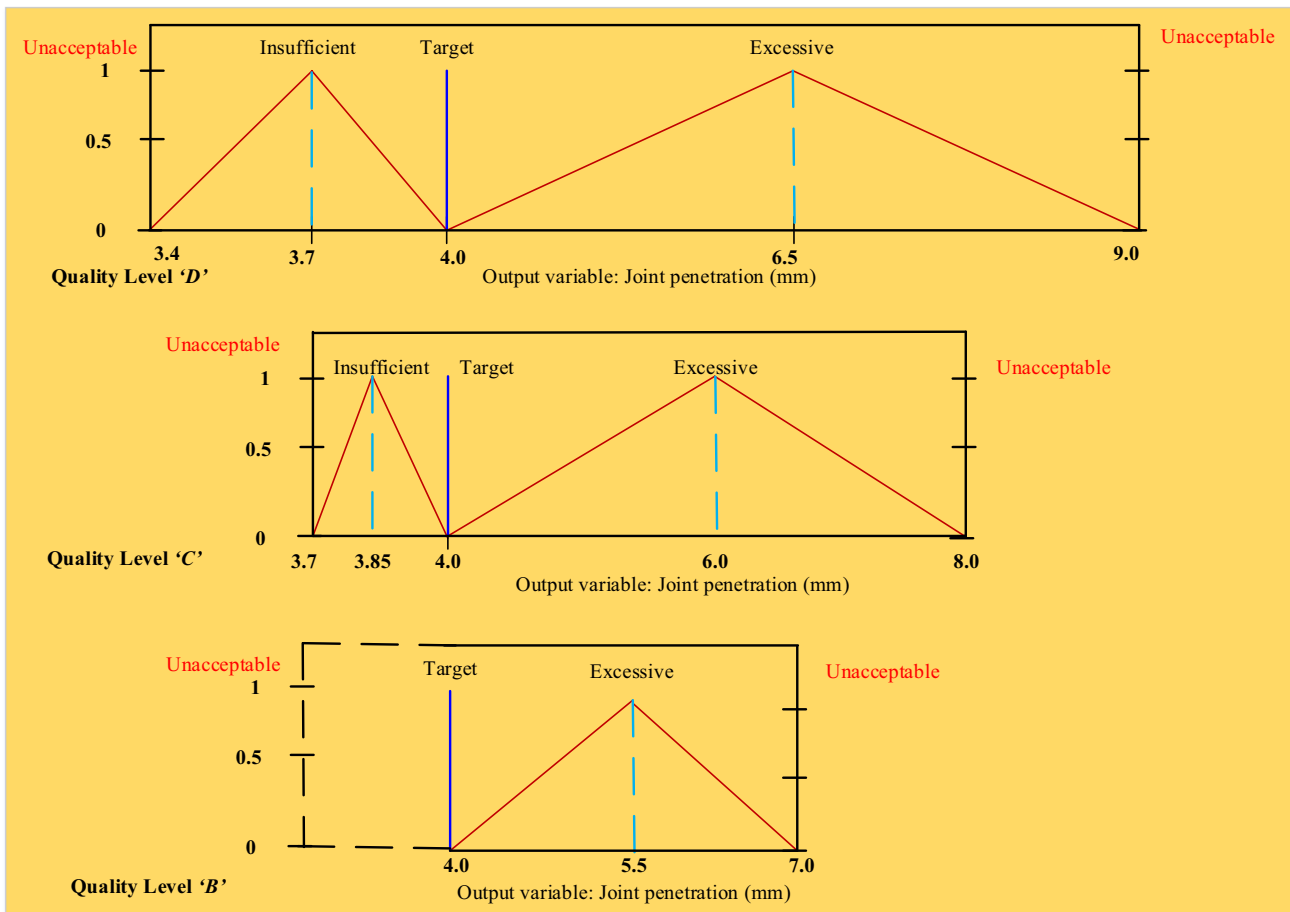 Unacceptable Insufficient Target Excessive Unacceptable
1
0.5
0
3.4 3.7 4.0 6.5 9.0
Quality Level ‘D’ Output variable: Joint penetration (mm)
Unacceptable
Insufficient Target Excessive Unacceptable
1
0.5
0
3.7 3.85 4.0 6.0 8.0
Quality Level ‘C’
Output variable: Joint penetration (mm)
Unacceptable Target Excessive Unacceptable
1
0.5
0
4.0 5.5 7.0
Quality Level ‘B’ Output variable: Joint penetration (mm)